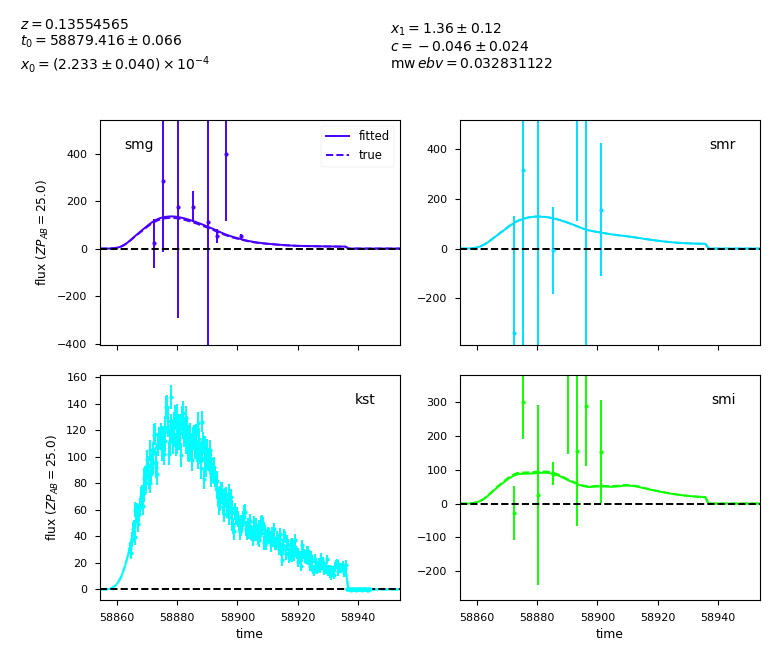 z = 0.13554565
t₀ = 58879.416 ± 0.066
x₀ = (2.233 ± 0.040) × 10⁻⁴
x₁ = 1.36 ± 0.12
c = −0.046 ± 0.024
mw ebv = 0.032831122
smg
fitted
true
400
200
0
−200
−400
flux (ZP_AB = 25.0)
smr
400
200
0
−200
kst
160
140
120
100
80
60
40
20
0
flux (ZP_AB = 25.0)
58860 58880 58900 58920 58940
time
smi
300
200
100
0
−100
−200
58860 58880 58900 58920 58940
time